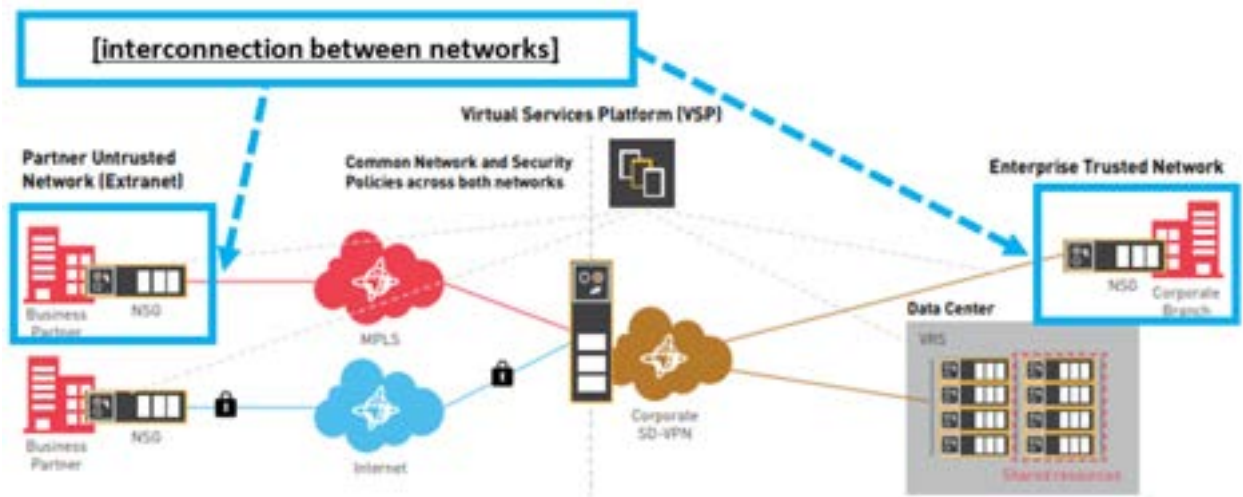 [interconnection between networks]
Virtual Services Platform (VSP)
Partner Untrusted
Network (Extranet)
Common Network and Security
Policies across both networks
Enterprise Trusted Network
Business
Partner
NSG
MPLS
NSG
Corporate
Branch
Data Center
VRS
Business
Partner
NSG
Internet
Corporate
SD-VPN
Shared resources